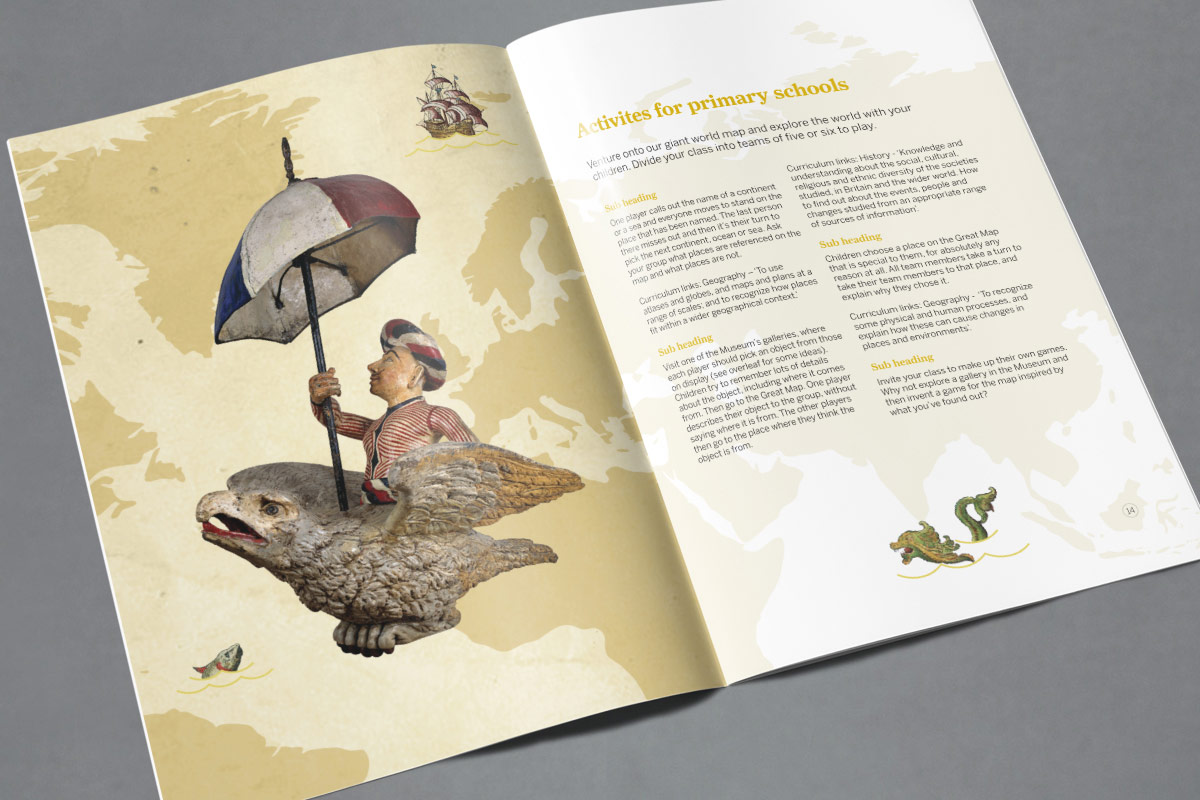 Activites for primary schools
Venture onto our giant world map and explore the world with your
children. Divide your class into teams of five or six to play.
Sub heading
One player calls out the name of a continent
or a sea and everyone moves to stand on the
place that has been named. The last person
there misses out and then it's their turn to
pick the next continent, ocean or sea. Ask
your group what places are referenced on the
map and what places are not.
Curriculum links: Geography – 'To use
atlases and globes, and maps and plans at a
range of scales', and to recognize how places
fit within a wider geographical context.'
Sub heading
Visit one of the Museum's galleries, where
each player should pick an object from those
on display (see overleaf for some ideas).
Children try to remember lots of details
about the object, including where it comes
from. Then go to the Great Map. One player
describes their object to the group, without
saying where it is from. The other players
then go to the place where they think the
object is from.
Curriculum links: History - 'Knowledge and
understanding about the social, cultural,
religious and ethnic diversity of the societies
studied, in Britain and the wider world. How
to find out about the events, people and
changes studied from an appropriate range
of sources of information'.
Sub heading
Children choose a place on the Great Map
that is special to them, for absolutely any
reason at all. All team members take a turn to
take their team members to that place, and
explain why they chose it.
Curriculum links: Geography - 'To recognize
some physical and human processes, and
explain how these can cause changes in
places and environments'.
Sub heading
Invite your class to make up their own games.
Why not explore a gallery in the Museum and
then invent a game for the map inspired by
what you've found out?
14